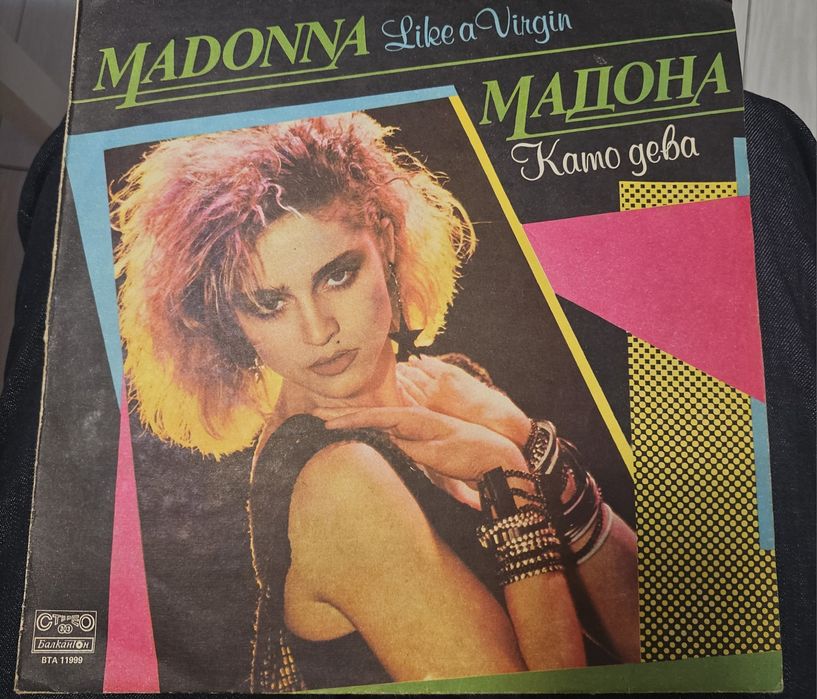 MADONNA Like a Virgin
МАДОНА
Като дева
СТЕРЕО
Балкантон
ВТА 11999